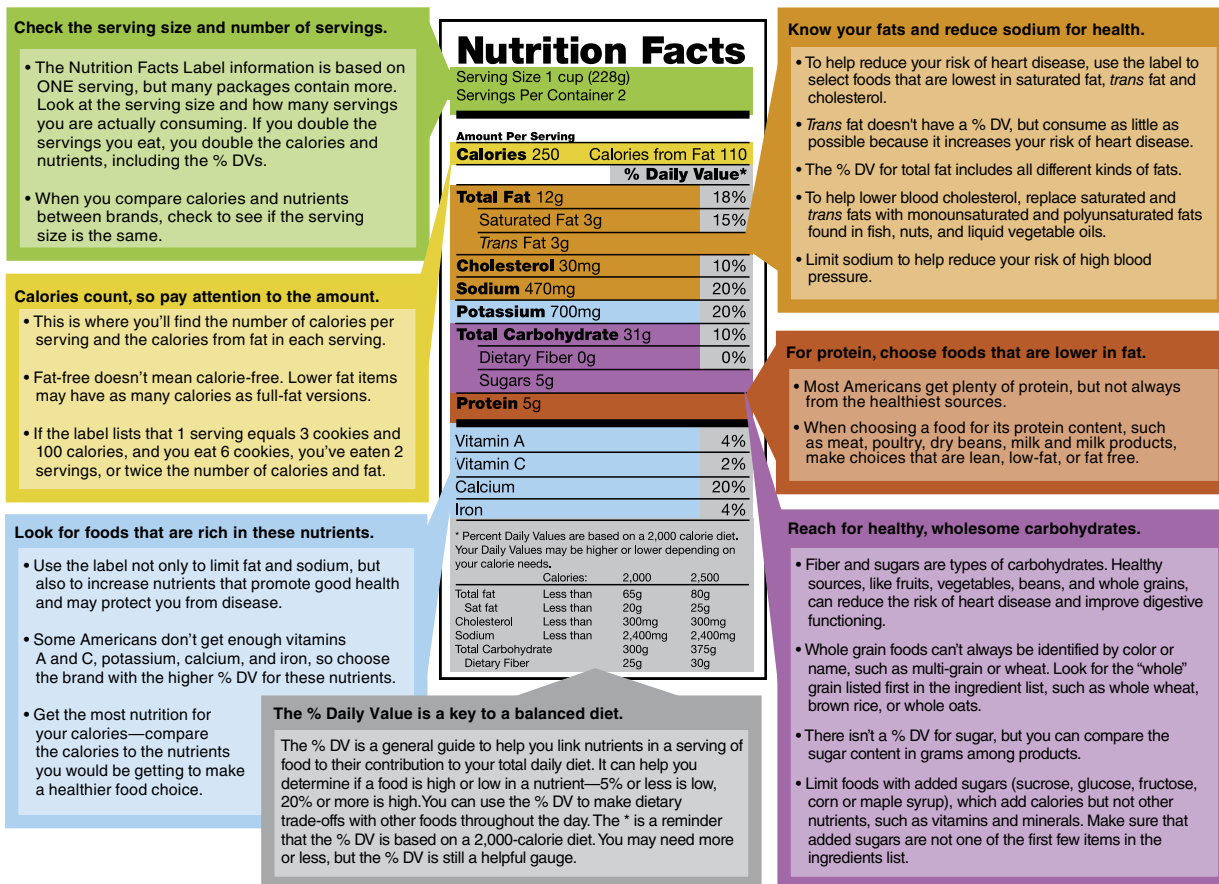 Check the serving size and number of servings.
• The Nutrition Facts Label information is based on
ONE serving, but many packages contain more.
Look at the serving size and how many servings
you are actually consuming. If you double the
servings you eat, you double the calories and
nutrients, including the % DVs.
• When you compare calories and nutrients
between brands, check to see if the serving
size is the same.
Calories count, so pay attention to the amount.
• This is where you'll find the number of calories per
serving and the calories from fat in each serving.
• Fat-free doesn't mean calorie-free. Lower fat items
may have as many calories as full-fat versions.
• If the label lists that 1 serving equals 3 cookies and
100 calories, and you eat 6 cookies, you've eaten 2
servings, or twice the number of calories and fat.
Look for foods that are rich in these nutrients.
• Use the label not only to limit fat and sodium, but
also to increase nutrients that promote good health
and may protect you from disease.
• Some Americans don't get enough vitamins
A and C, potassium, calcium, and iron, so choose
the brand with the higher % DV for these nutrients.
• Get the most nutrition for
your calories—compare
the calories to the nutrients
you would be getting to make
a healthier food choice.
Nutrition Facts
Serving Size 1 cup (228g)
Servings Per Container 2
Amount Per Serving
Calories 250 Calories from Fat 110
% Daily Value*
Total Fat 12g 18%
Saturated Fat 3g 15%
Trans Fat 3g
Cholesterol 30mg 10%
Sodium 470mg 20%
Potassium 700mg 20%
Total Carbohydrate 31g 10%
Dietary Fiber 0g 0%
Sugars 5g
Protein 5g
Vitamin A 4%
Vitamin C 2%
Calcium 20%
Iron 4%
* Percent Daily Values are based on a 2,000 calorie diet.
Your Daily Values may be higher or lower depending on
your calorie needs.
Calories: 2,000 2,500
Total fat Less than 65g 80g
Sat fat Less than 20g 25g
Cholesterol Less than 300mg 300mg
Sodium Less than 2,400mg 2,400mg
Total Carbohydrate 300g 375g
Dietary Fiber 25g 30g
The % Daily Value is a key to a balanced diet.
The % DV is a general guide to help you link nutrients in a serving of
food to their contribution to your total daily diet. It can help you
determine if a food is high or low in a nutrient—5% or less is low,
20% or more is high. You can use the % DV to make dietary
trade-offs with other foods throughout the day. The * is a reminder
that the % DV is based on a 2,000-calorie diet. You may need more
or less, but the % DV is still a helpful gauge.
Know your fats and reduce sodium for health.
• To help reduce your risk of heart disease, use the label to
select foods that are lowest in saturated fat, trans fat and
cholesterol.
• Trans fat doesn't have a % DV, but consume as little as
possible because it increases your risk of heart disease.
• The % DV for total fat includes all different kinds of fats.
• To help lower blood cholesterol, replace saturated and
trans fats with monounsaturated and polyunsaturated fats
found in fish, nuts, and liquid vegetable oils.
• Limit sodium to help reduce your risk of high blood
pressure.
For protein, choose foods that are lower in fat.
• Most Americans get plenty of protein, but not always
from the healthiest sources.
• When choosing a food for its protein content, such
as meat, poultry, dry beans, milk and milk products,
make choices that are lean, low-fat, or fat free.
Reach for healthy, wholesome carbohydrates.
• Fiber and sugars are types of carbohydrates. Healthy
sources, like fruits, vegetables, beans, and whole grains,
can reduce the risk of heart disease and improve digestive
functioning.
• Whole grain foods can't always be identified by color or
name, such as multi-grain or wheat. Look for the "whole"
grain listed first in the ingredient list, such as whole wheat,
brown rice, or whole oats.
• There isn't a % DV for sugar, but you can compare the
sugar content in grams among products.
• Limit foods with added sugars (sucrose, glucose, fructose,
corn or maple syrup), which add calories but not other
nutrients, such as vitamins and minerals. Make sure that
added sugars are not one of the first few items in the
ingredients list.